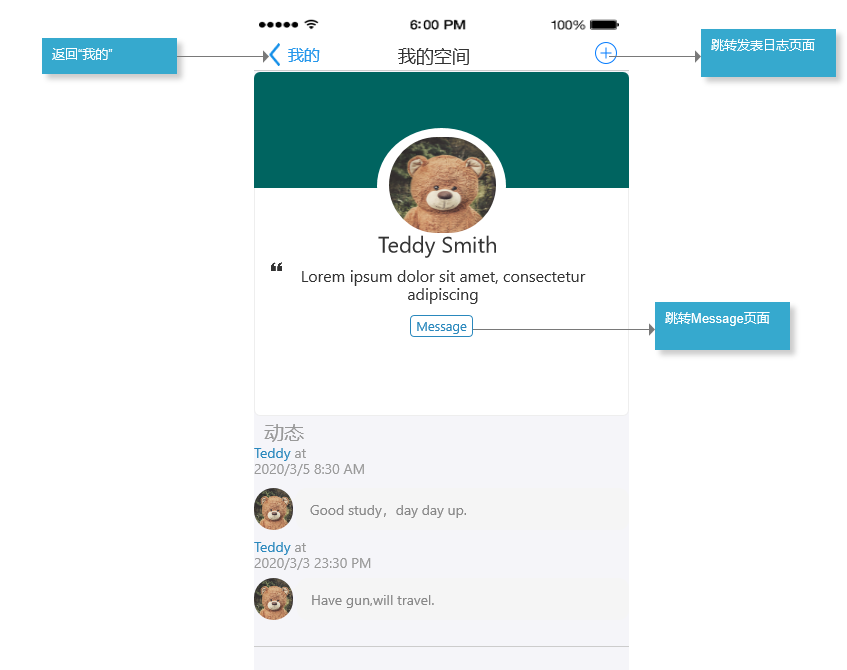 6:00 PM
100%
返回“我的”
我的
我的空间
跳转发表日志页面
Teddy Smith
❝
Lorem ipsum dolor sit amet, consectetur
adipiscing
Message
跳转Message页面
动态
Teddy at
2020/3/5 8:30 AM
Good study，day day up.
Teddy at
2020/3/3 23:30 PM
Have gun,will travel.